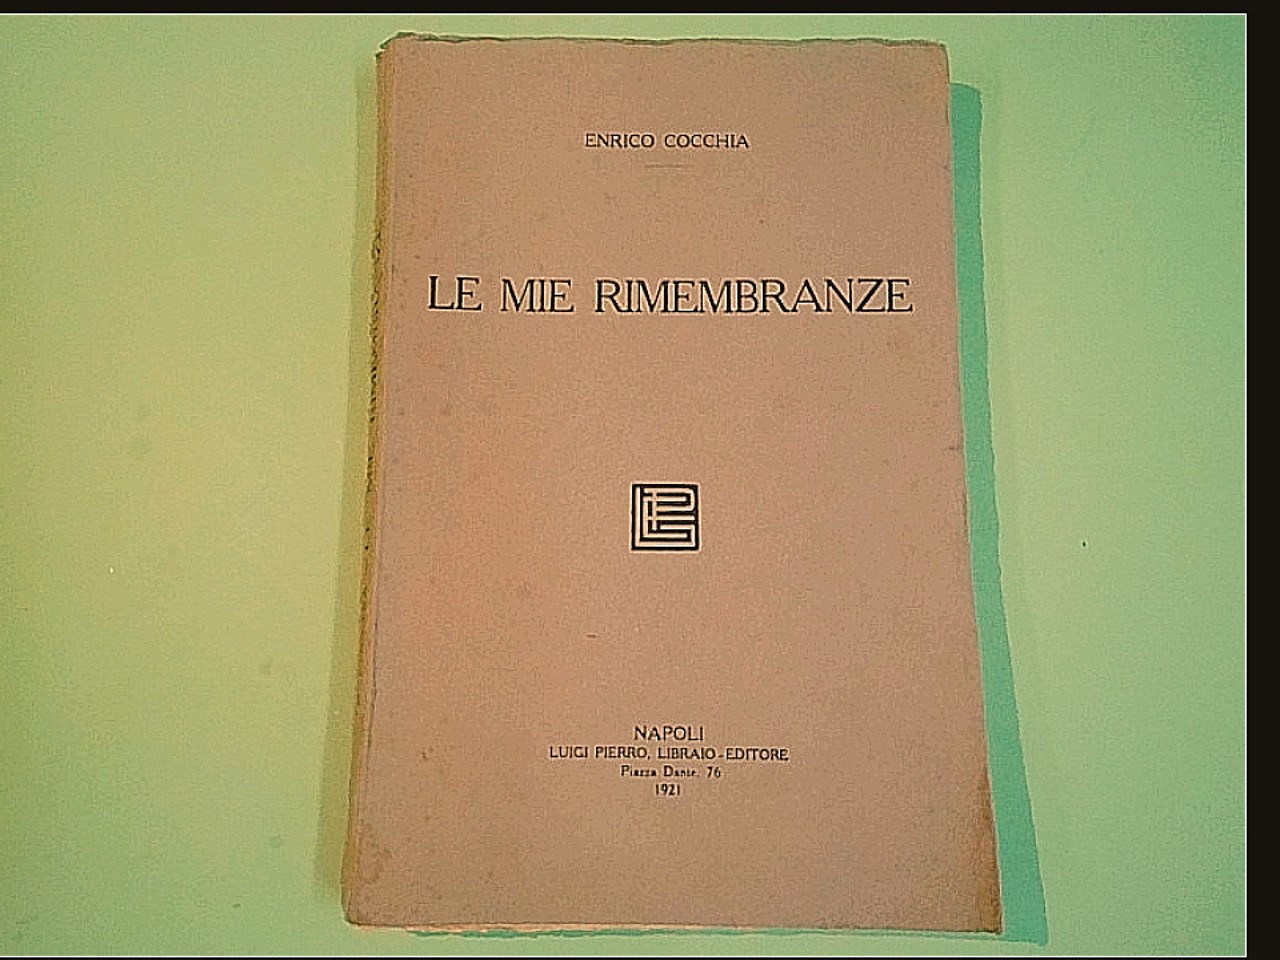 ENRICO COCCHIA
LE MIE RIMEMBRANZE
NAPOLI
LUIGI PIERRO, LIBRAIO-EDITORE
Piazza Dante, 76
1921